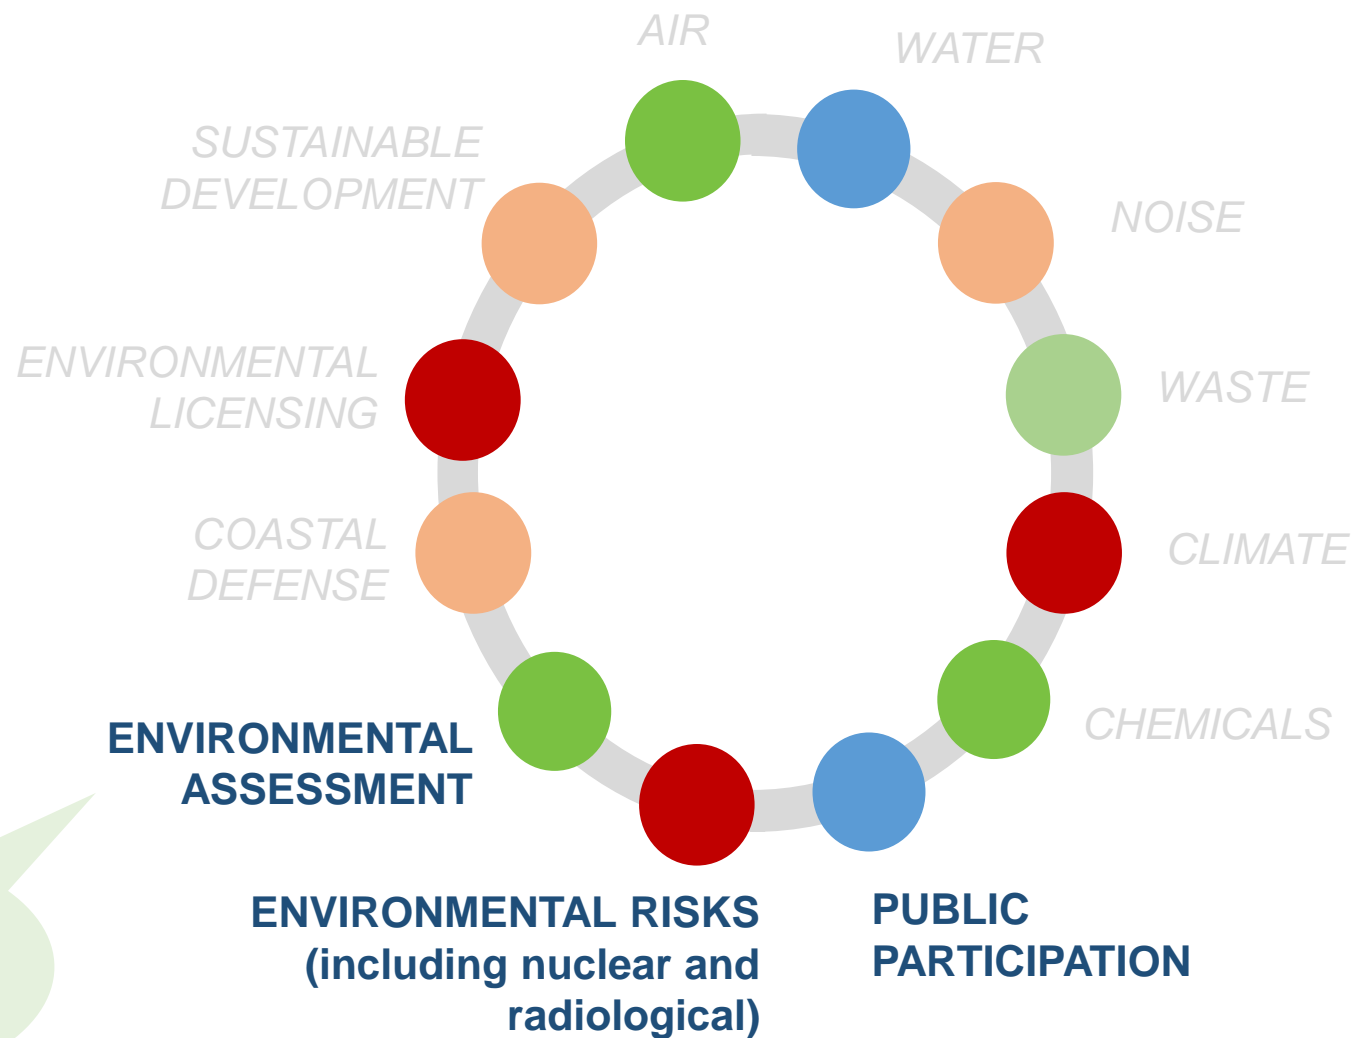 AIR
WATER
SUSTAINABLE
DEVELOPMENT
NOISE
ENVIRONMENTAL
LICENSING
WASTE
COASTAL
DEFENSE
CLIMATE
CHEMICALS
ENVIRONMENTAL
ASSESSMENT
ENVIRONMENTAL RISKS
(including nuclear and
radiological)
PUBLIC
PARTICIPATION